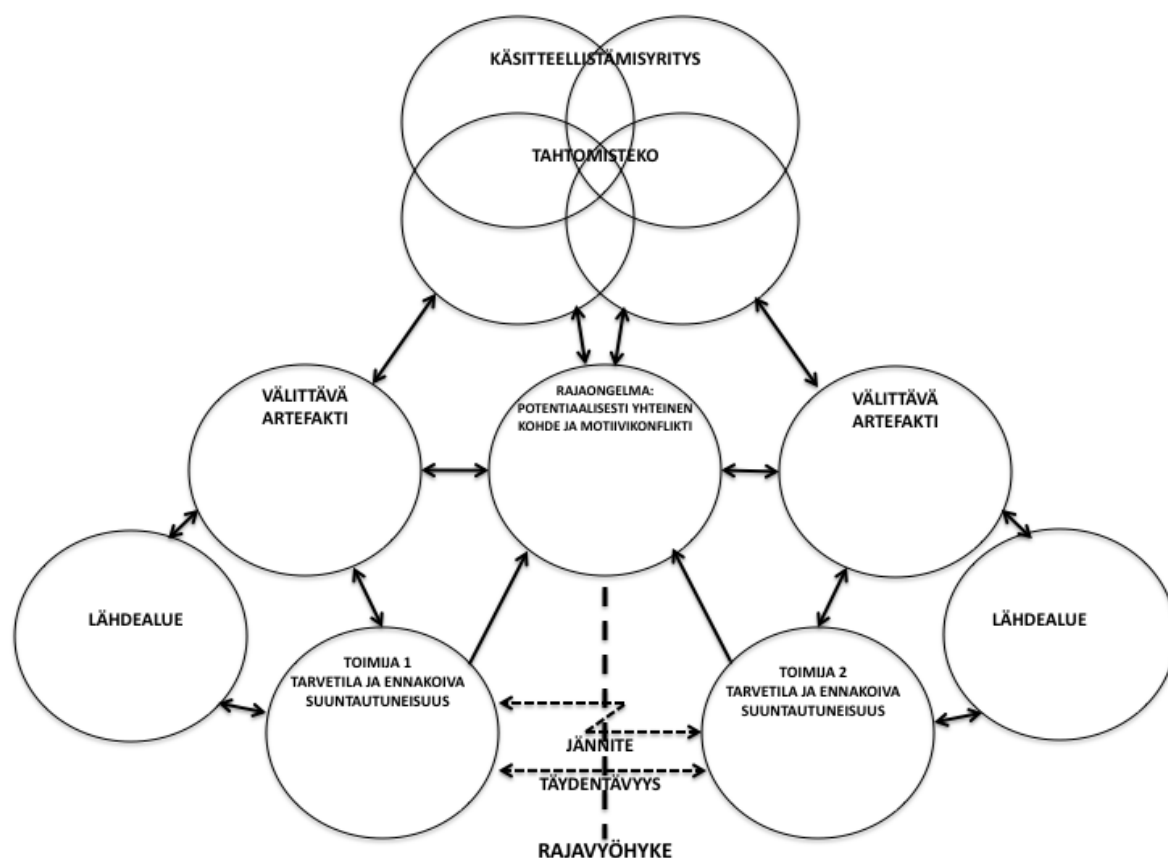 KÄSITTEELLISTÄMISYRITYS
TAHTOMISTEKO
VÄLITTÄVÄ
ARTEFAKTI
RAJAONGELMA:
POTENTIAALISESTI YHTEINEN
KOHDE JA MOTIIVIKONFLIKTI
VÄLITTÄVÄ
ARTEFAKTI
LÄHDEALUE
LÄHDEALUE
TOIMIJA 1
TARVETILA JA ENNAKOIVA
SUUNTAUTUNEISUUS
TOIMIJA 2
TARVETILA JA ENNAKOIVA
SUUNTAUTUNEISUUS
JÄNNITE
TÄYDENTÄVYYS
RAJAVYÖHYKE